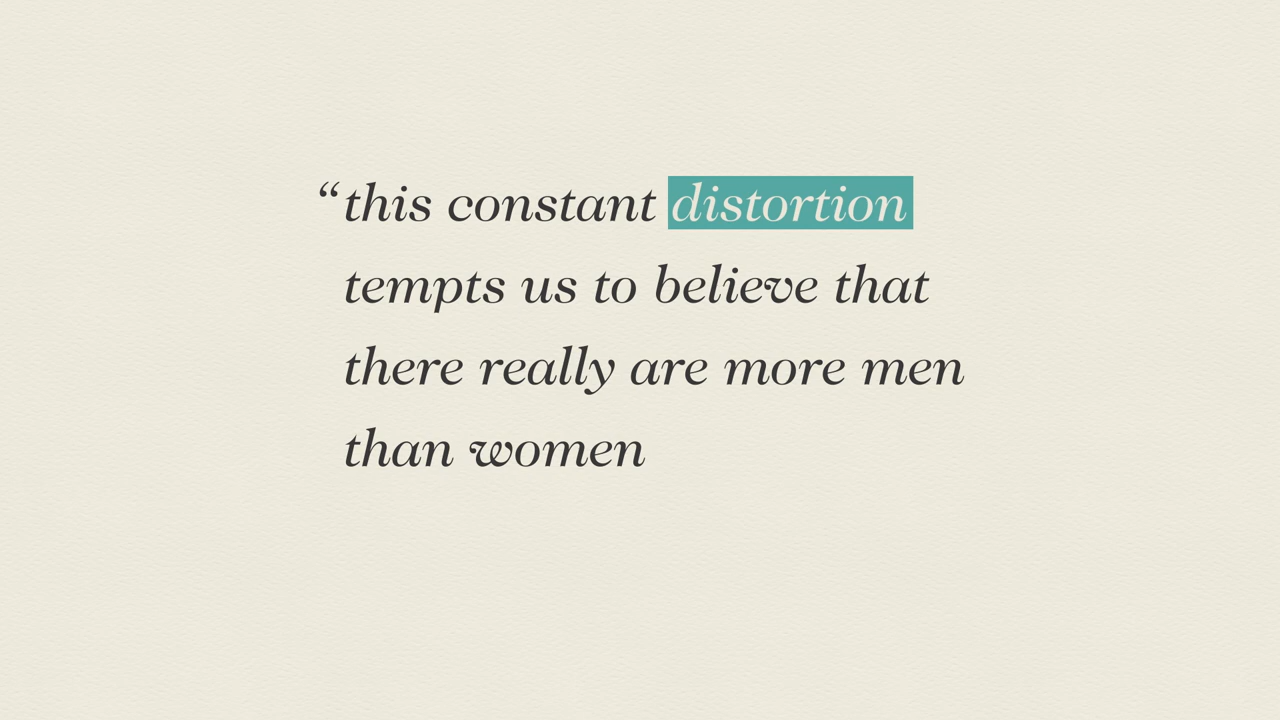 “this constant distortion
tempts us to believe that
there really are more men
than women